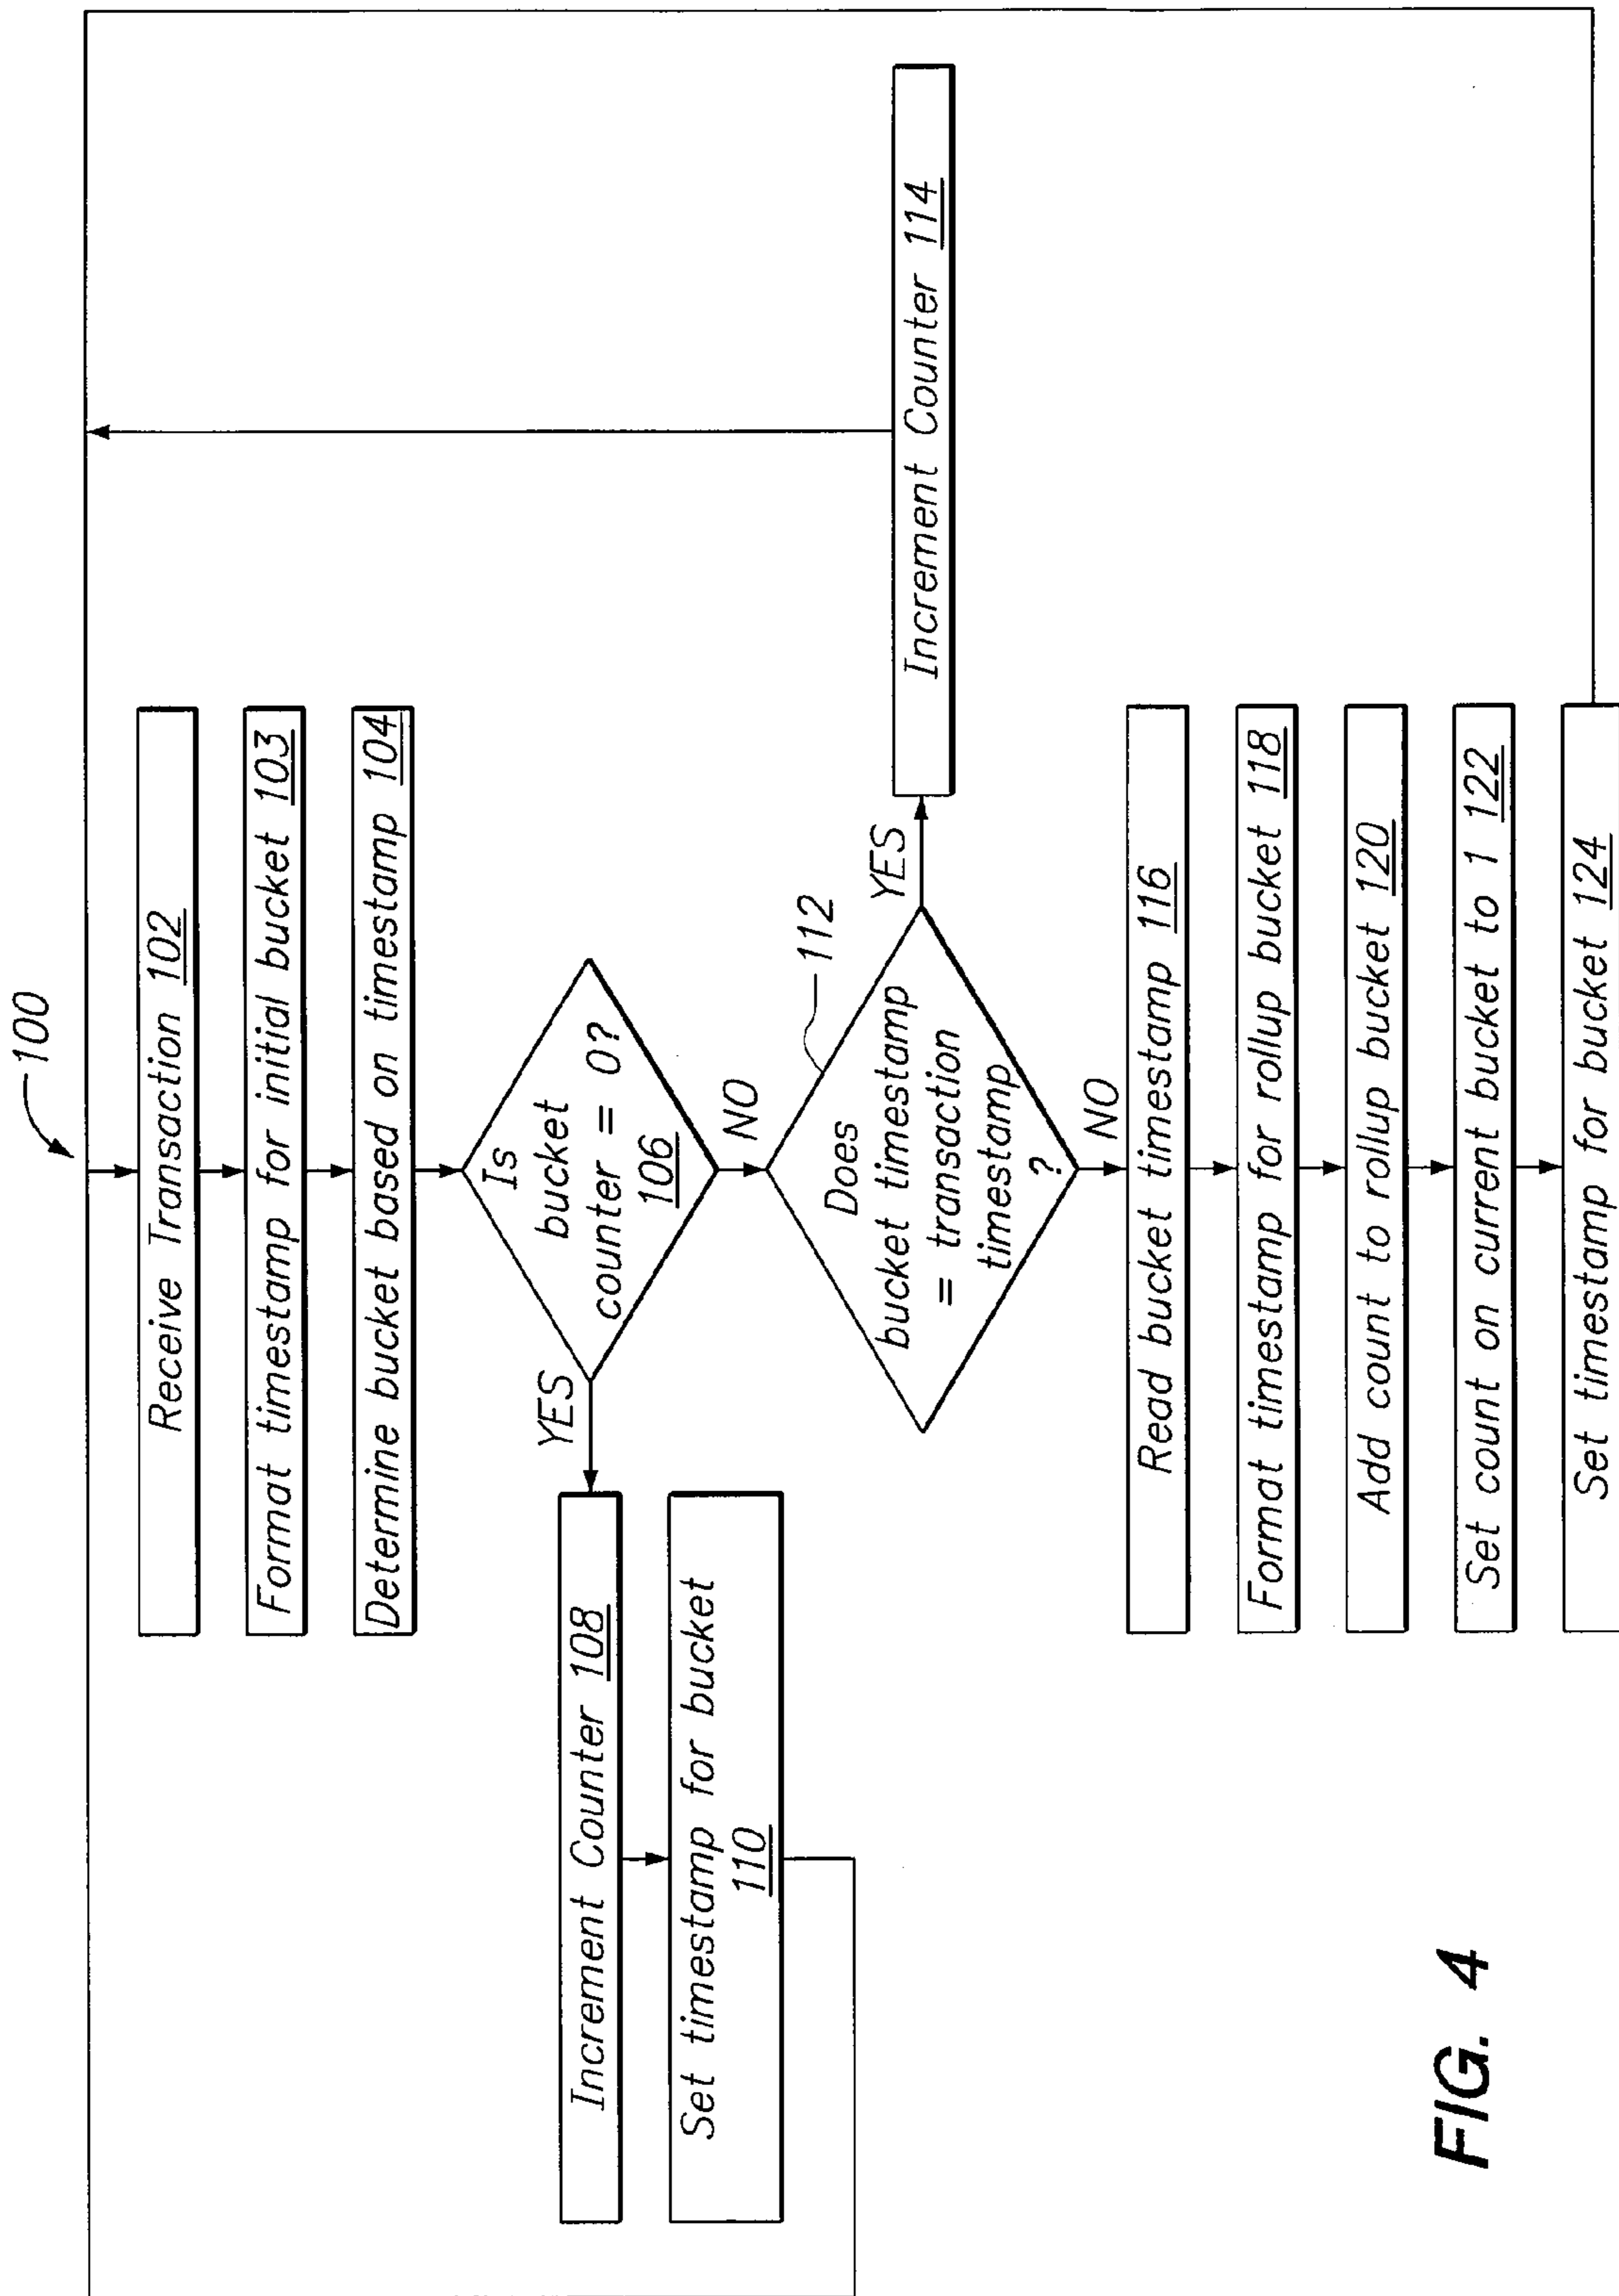 100
Receive Transaction 102
Format timestamp for initial bucket 103
Determine bucket based on timestamp 104
Is
bucket
counter = 0?
106
YES
NO
Increment Counter 108
Set timestamp for bucket
110
Does
bucket timestamp
= transaction
timestamp
?
112
YES
Increment Counter 114
NO
Read bucket timestamp 116
Format timestamp for rollup bucket 118
Add count to rollup bucket 120
Set count on current bucket to 1 122
Set timestamp for bucket 124
FIG. 4